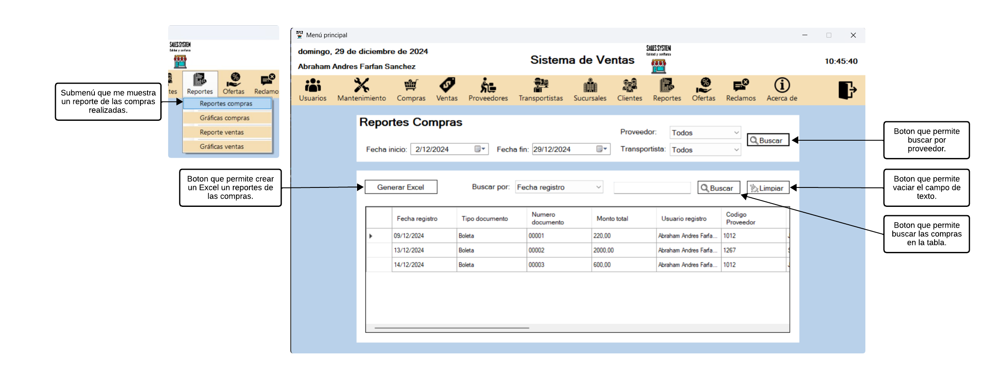 SALES SYSTEM
Calidad y confianza
tes
Reportes
Ofertas
Reclamo
Reportes compras
Gráficas compras
Reporte ventas
Gráficas ventas
Submenú que me muestra
un reporte de las compras
realizadas.
Menú principal
domingo, 29 de diciembre de 2024
Abraham Andres Farfan Sanchez
Sistema de Ventas
SALES SYSTEM
Calidad y confianza
10:45:40
Usuarios
Mantenimiento
Compras
Ventas
Proveedores
Transportistas
Sucursales
Clientes
Reportes
Ofertas
Reclamos
Acerca de
Reportes Compras
Proveedor:
Todos
Buscar
Fecha inicio:
2/12/2024
Fecha fin:
29/12/2024
Transportista:
Todos
Boton que permite
buscar por
proveedor.
Boton que permite crear
un Excel un reportes de
las compras.
Generar Excel
Buscar por:
Fecha registro
Buscar
Limpiar
Boton que permite
vaciar el campo de
texto.
Boton que permite
buscar las compras
en la tabla.
Fecha registro
Tipo documento
Numero
documento
Monto total
Usuario registro
Codigo
Proveedor
09/12/2024
Boleta
00001
220,00
Abraham Andres Farfa...
1012
13/12/2024
Boleta
00002
2000,00
Abraham Andres Farfa...
1267
14/12/2024
Boleta
00003
600,00
Abraham Andres Farfa...
1012